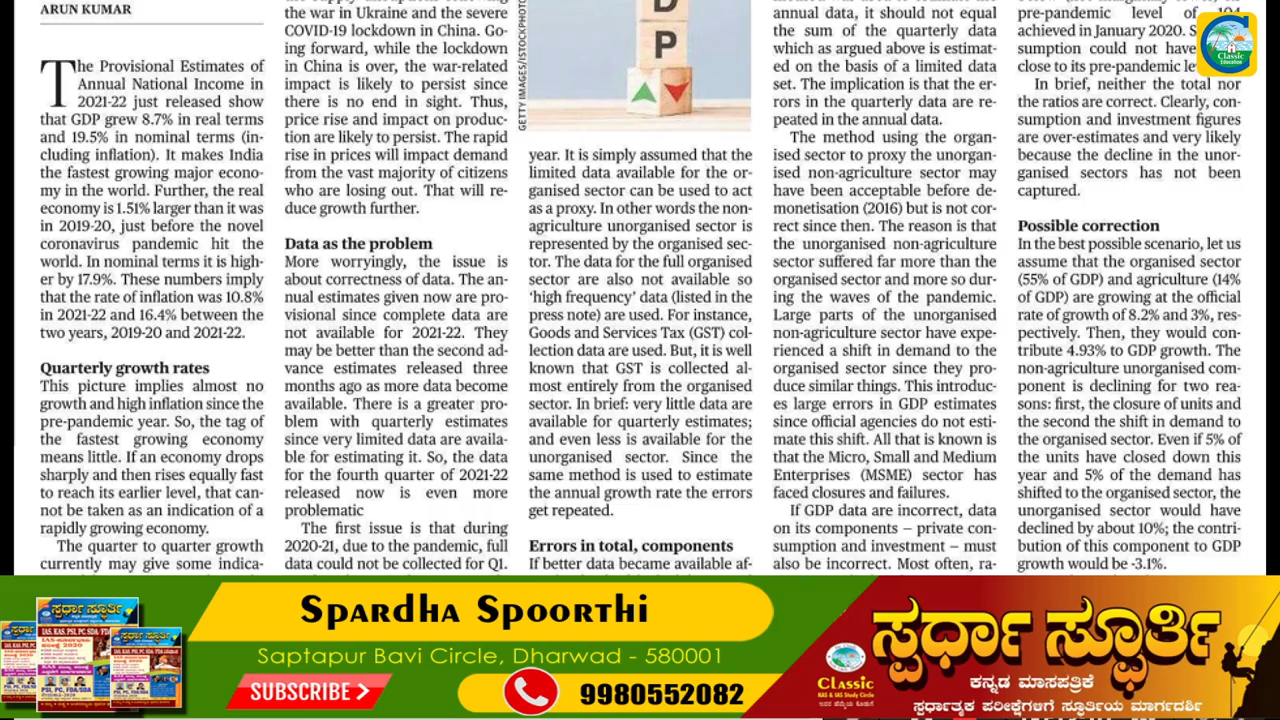 ARUN KUMAR
The Provisional Estimates of
Annual National Income in
2021-22 just released show
that GDP grew 8.7% in real terms
and 19.5% in nominal terms (in-
cluding inflation). It makes India
the fastest growing major econo-
my in the world. Further, the real
economy is 1.51% larger than it was
in 2019-20, just before the novel
coronavirus pandemic hit the
world. In nominal terms it is high-
er by 17.9%. These numbers imply
that the rate of inflation was 10.8%
in 2021-22 and 16.4% between the
two years, 2019-20 and 2021-22.
Quarterly growth rates
This picture implies almost no
growth and high inflation since the
pre-pandemic year. So, the tag of
the fastest growing economy
means little. If an economy drops
sharply and then rises equally fast
to reach its earlier level, that can-
not be taken as an indication of a
rapidly growing economy.
The quarter to quarter growth
currently may give some indica-
the war in Ukraine and the severe
COVID-19 lockdown in China. Go-
ing forward, while the lockdown
in China is over, the war-related
impact is likely to persist since
there is no end in sight. Thus,
price rise and impact on produc-
tion are likely to persist. The rapid
rise in prices will impact demand
from the vast majority of citizens
who are losing out. That will re-
duce growth further.
Data as the problem
More worryingly, the issue is
about correctness of data. The an-
nual estimates given now are pro-
visional since complete data are
not available for 2021-22. They
may be better than the second ad-
vance estimates released three
months ago as more data become
available. There is a greater pro-
blem with quarterly estimates
since very limited data are availa-
ble for estimating it. So, the data
for the fourth quarter of 2021-22
released now is even more
problematic
The first issue is that during
2020-21, due to the pandemic, full
data could not be collected for Q1.
GETTY IMAGES/ISTOCKPHOTO
D
P
year. It is simply assumed that the
limited data available for the or-
ganised sector can be used to act
as a proxy. In other words the non-
agriculture unorganised sector is
represented by the organised sec-
tor. The data for the full organised
sector are also not available so
‘high frequency’ data (listed in the
press note) are used. For instance,
Goods and Services Tax (GST) col-
lection data are used. But, it is well
known that GST is collected al-
most entirely from the organised
sector. In brief: very little data are
available for quarterly estimates;
and even less is available for the
unorganised sector. Since the
same method is used to estimate
the annual growth rate the errors
get repeated.
Errors in total, components
If better data became available af-
annual data, it should not equal
the sum of the quarterly data
which as argued above is estimat-
ed on the basis of a limited data
set. The implication is that the er-
rors in the quarterly data are re-
peated in the annual data.
The method using the organ-
ised sector to proxy the unorgan-
ised non-agriculture sector may
have been acceptable before de-
monetisation (2016) but is not cor-
rect since then. The reason is that
the unorganised non-agriculture
sector suffered far more than the
organised sector and more so dur-
ing the waves of the pandemic.
Large parts of the unorganised
non-agriculture sector have expe-
rienced a shift in demand to the
organised sector since they pro-
duce similar things. This introduc-
es large errors in GDP estimates
since official agencies do not esti-
mate this shift. All that is known is
that the Micro, Small and Medium
Enterprises (MSME) sector has
faced closures and failures.
If GDP data are incorrect, data
on its components – private con-
sumption and investment – must
also be incorrect. Most often, ra-
pre-pandemic level of 104
achieved in January 2020. S
sumption could not have
close to its pre-pandemic le
In brief, neither the total nor
the ratios are correct. Clearly, con-
sumption and investment figures
are over-estimates and very likely
because the decline in the unor-
ganised sectors has not been
captured.
Possible correction
In the best possible scenario, let us
assume that the organised sector
(55% of GDP) and agriculture (14%
of GDP) are growing at the official
rate of growth of 8.2% and 3%, res-
pectively. Then, they would con-
tribute 4.93% to GDP growth. The
non-agriculture unorganised com-
ponent is declining for two rea-
sons: first, the closure of units and
the second the shift in demand to
the organised sector. Even if 5% of
the units have closed down this
year and 5% of the demand has
shifted to the organised sector, the
unorganised sector would have
declined by about 10%; the contri-
bution of this component to GDP
growth would be -3.1%.
Classic
Education
ಸ್ಪರ್ಧಾ ಸ್ಫೂರ್ತಿ
IAS, KAS, PSI, PC, SDA/FDA
PSI, PC, FDA/SDA
Spardha Spoorthi
Saptapur Bavi Circle, Dharwad - 580001
SUBSCRIBE
9980552082
Classic
KAS & IAS Study Circle
ಸ್ಪರ್ಧಾ ಸ್ಫೂರ್ತಿ
ಕನ್ನಡ ಮಾಸಪತ್ರಿಕೆ
ಸ್ಪರ್ಧಾತ್ಮಕ ಪರೀಕ್ಷೆಗಳಿಗೆ ಸ್ಫೂರ್ತಿಯ ಮಾರ್ಗದರ್ಶಿ